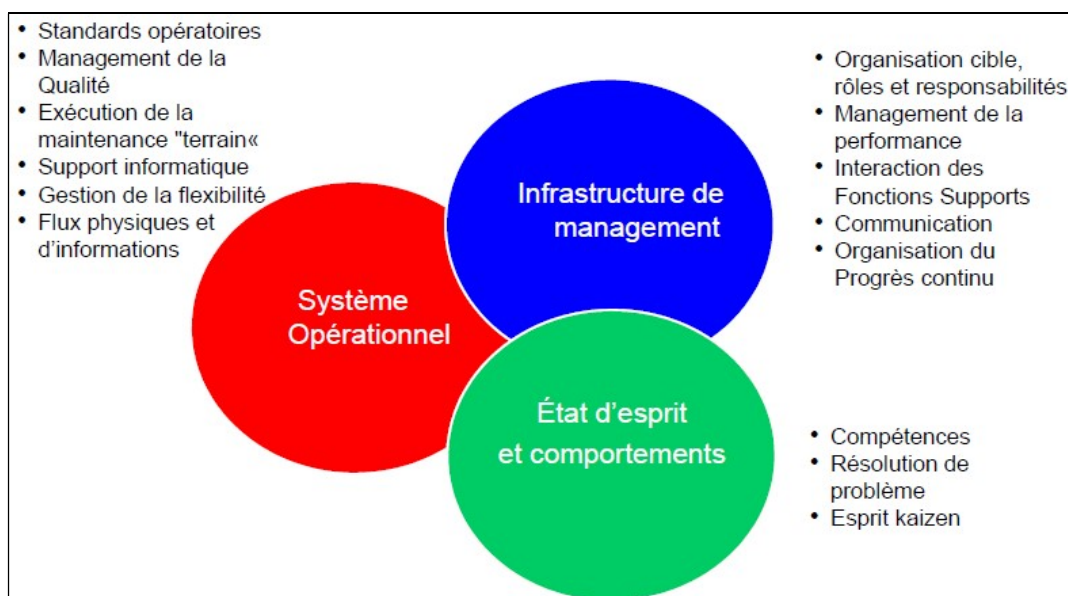 • Standards opératoires
• Management de la
Qualité
• Exécution de la
maintenance "terrain«
• Support informatique
• Gestion de la flexibilité
• Flux physiques et
d'informations
Infrastructure de
management
• Organisation cible,
rôles et responsabilités
• Management de la
performance
• Interaction des
Fonctions Supports
• Communication
• Organisation du
Progrès continu
Système
Opérationnel
État d'esprit
et comportements
• Compétences
• Résolution de
problème
• Esprit kaizen